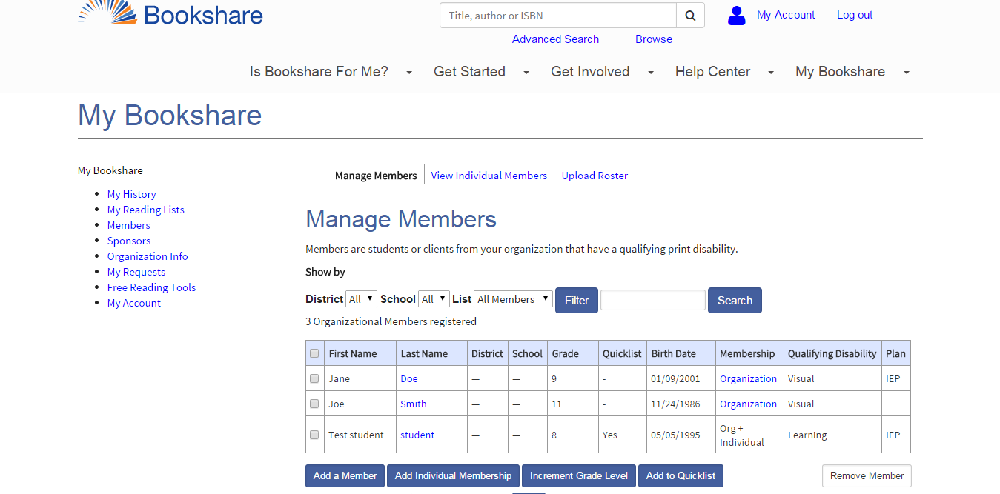 Bookshare
Title, author or ISBN
My Account Log out
Advanced Search Browse
Is Bookshare For Me? Get Started Get Involved Help Center My Bookshare
My Bookshare
My Bookshare
My History
My Reading Lists
Members
Sponsors
Organization Info
My Requests
Free Reading Tools
My Account
Manage Members View Individual Members Upload Roster
Manage Members
Members are students or clients from your organization that have a qualifying print disability.
Show by
District All School All List All Members Filter Search
3 Organizational Members registered
First Name Last Name District School Grade Quicklist Birth Date Membership Qualifying Disability Plan
Jane Doe — — 9 - 01/09/2001 Organization Visual IEP
Joe Smith — — 11 - 11/24/1986 Organization Visual
Test student student — — 8 Yes 05/05/1995 Org + Individual Learning IEP
Add a Member Add Individual Membership Increment Grade Level Add to Quicklist Remove Member